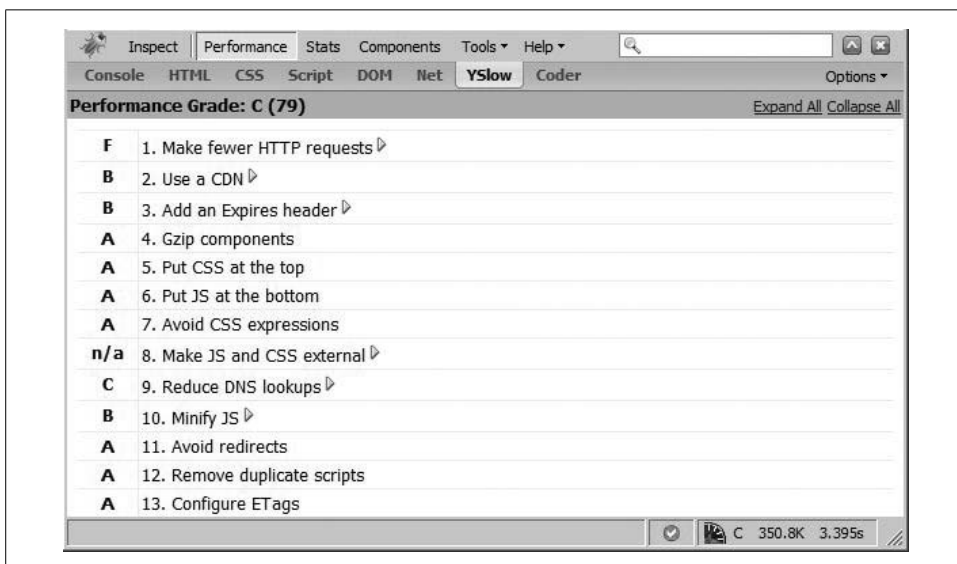 Inspect Performance Stats Components Tools Help
Console HTML CSS Script DOM Net YSlow Coder Options
Performance Grade: C (79) Expand All Collapse All
F 1. Make fewer HTTP requests
B 2. Use a CDN
B 3. Add an Expires header
A 4. Gzip components
A 5. Put CSS at the top
A 6. Put JS at the bottom
A 7. Avoid CSS expressions
n/a 8. Make JS and CSS external
C 9. Reduce DNS lookups
B 10. Minify JS
A 11. Avoid redirects
A 12. Remove duplicate scripts
A 13. Configure ETags
C 350.8K 3.395s